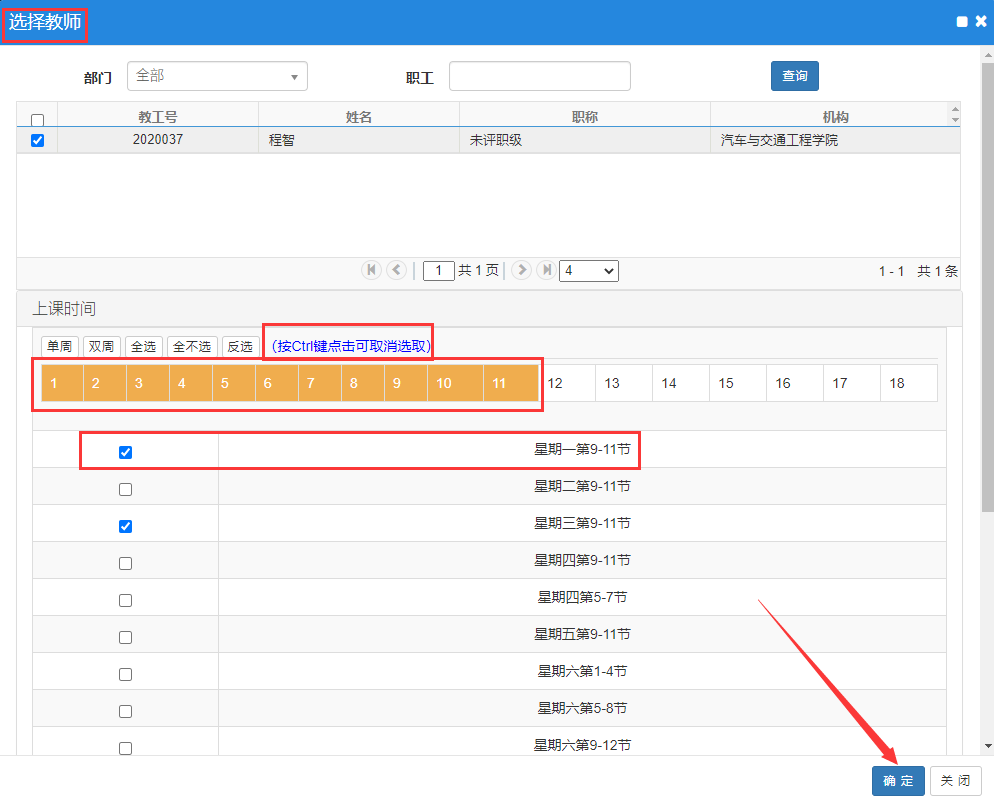 选择教师
部门 全部 职工 查询
教工号 姓名 职称 机构
2020037 程智 未评职级 汽车与交通工程学院
1 共 1 页 4 1 - 1 共 1 条
上课时间
单周 双周 全选 全不选 反选 (按Ctrl键点击可取消选取)
1 2 3 4 5 6 7 8 9 10 11 12 13 14 15 16 17 18
星期一第9-11节
星期二第9-11节
星期三第9-11节
星期四第9-11节
星期四第5-7节
星期五第9-11节
星期六第1-4节
星期六第5-8节
星期六第9-12节
确 定 关 闭